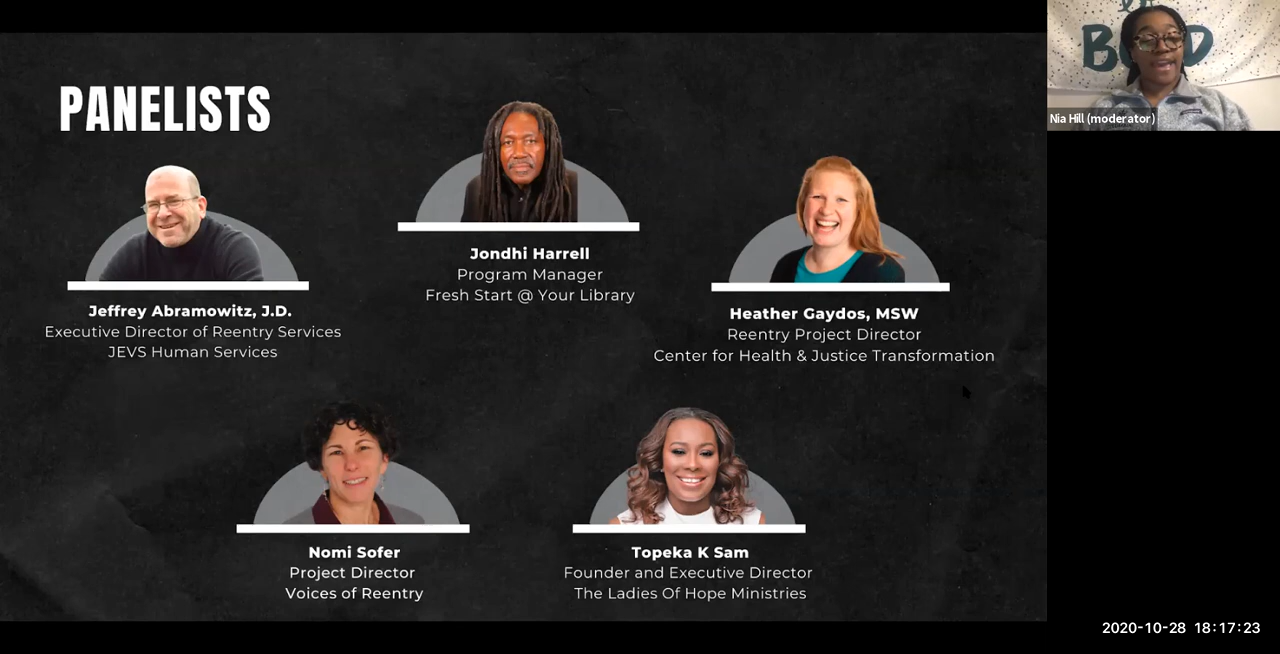 PANELISTS
Jeffrey Abramowitz, J.D.
Executive Director of Reentry Services
JEVS Human Services
Jondhi Harrell
Program Manager
Fresh Start @ Your Library
Heather Gaydos, MSW
Reentry Project Director
Center for Health & Justice Transformation
Nomi Sofer
Project Director
Voices of Reentry
Topeka K Sam
Founder and Executive Director
The Ladies Of Hope Ministries
Nia Hill (moderator)
2020-10-28 18:17:23